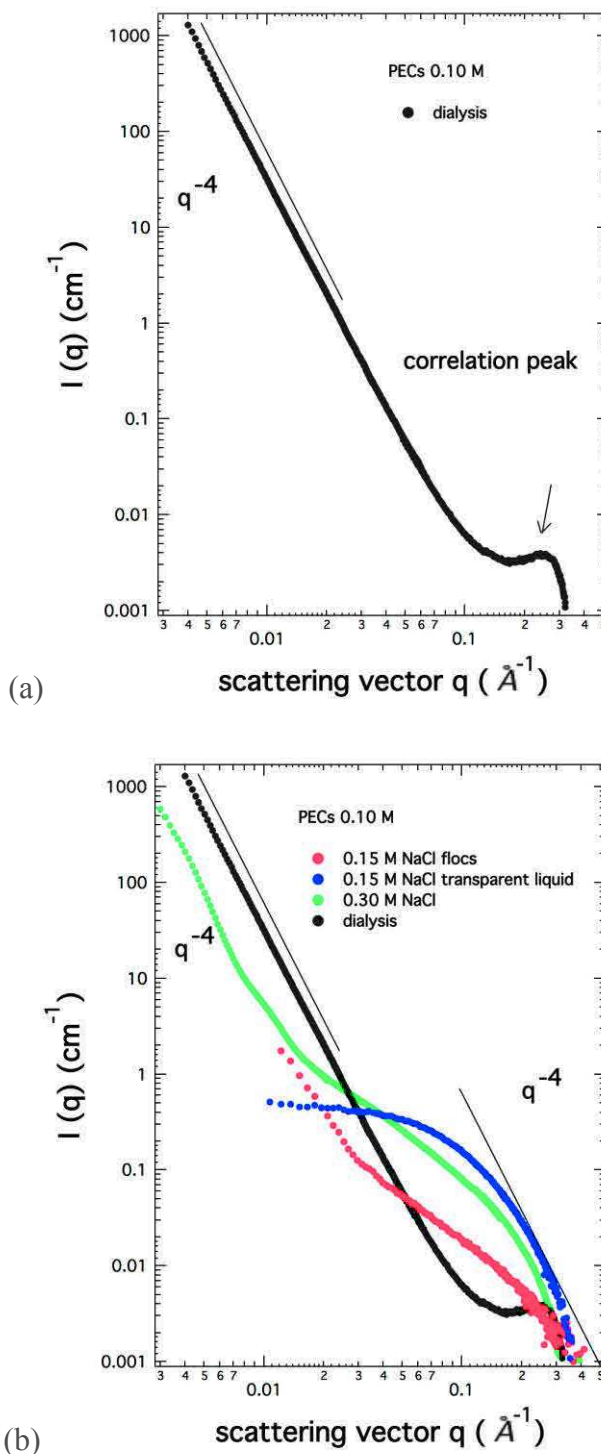 1000
PECs 0.10 M
dialysis
100
q-4
10
I (q) (cm-1)
1
correlation peak
0.1
0.01
0.001
3 4 5 6 7 0.01 2 3 4 5 6 7 0.1 2 3 4 5
scattering vector q ( Å-1)
(a)
1000
PECs 0.10 M
0.15 M NaCl flocs
0.15 M NaCl transparent liquid
0.30 M NaCl
dialysis
100
q-4
10
I (q) (cm-1)
1
q-4
0.1
0.01
0.001
3 4 5 6 7 0.01 2 3 4 5 6 7 0.1 2 3 4 5
scattering vector q ( Å-1)
(b)